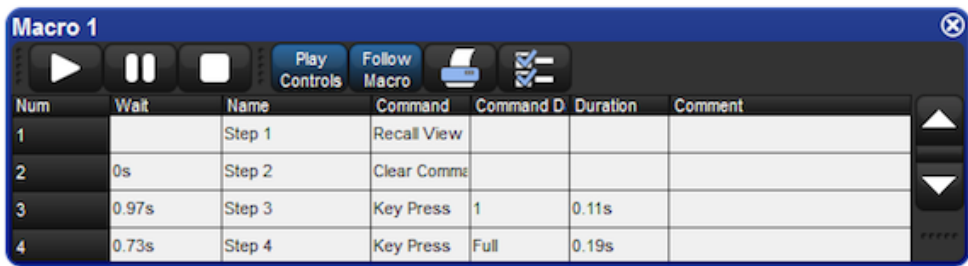 Macro 1
Play Controls Follow Macro
Num Wait Name Command Command D Duration Comment
1 Step 1 Recall View
2 0s Step 2 Clear Comma
3 0.97s Step 3 Key Press 1 0.11s
4 0.73s Step 4 Key Press Full 0.19s